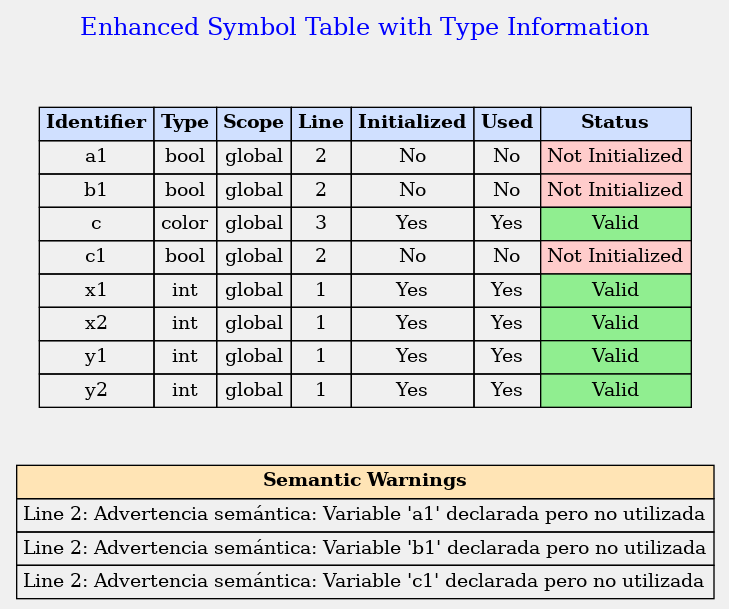 Enhanced Symbol Table with Type Information
Identifier Type Scope Line Initialized Used Status
a1 bool global 2 No No Not Initialized
b1 bool global 2 No No Not Initialized
c color global 3 Yes Yes Valid
c1 bool global 2 No No Not Initialized
x1 int global 1 Yes Yes Valid
x2 int global 1 Yes Yes Valid
y1 int global 1 Yes Yes Valid
y2 int global 1 Yes Yes Valid
Semantic Warnings
Line 2: Advertencia semántica: Variable 'a1' declarada pero no utilizada
Line 2: Advertencia semántica: Variable 'b1' declarada pero no utilizada
Line 2: Advertencia semántica: Variable 'c1' declarada pero no utilizada